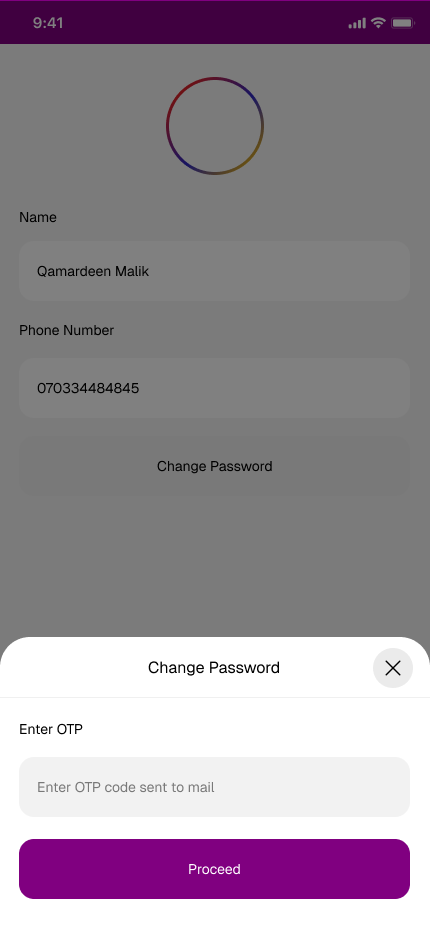 9:41
Name
Qamardeen Malik
Phone Number
070334484845
Change Password
Change Password
Enter OTP
Enter OTP code sent to mail
Proceed